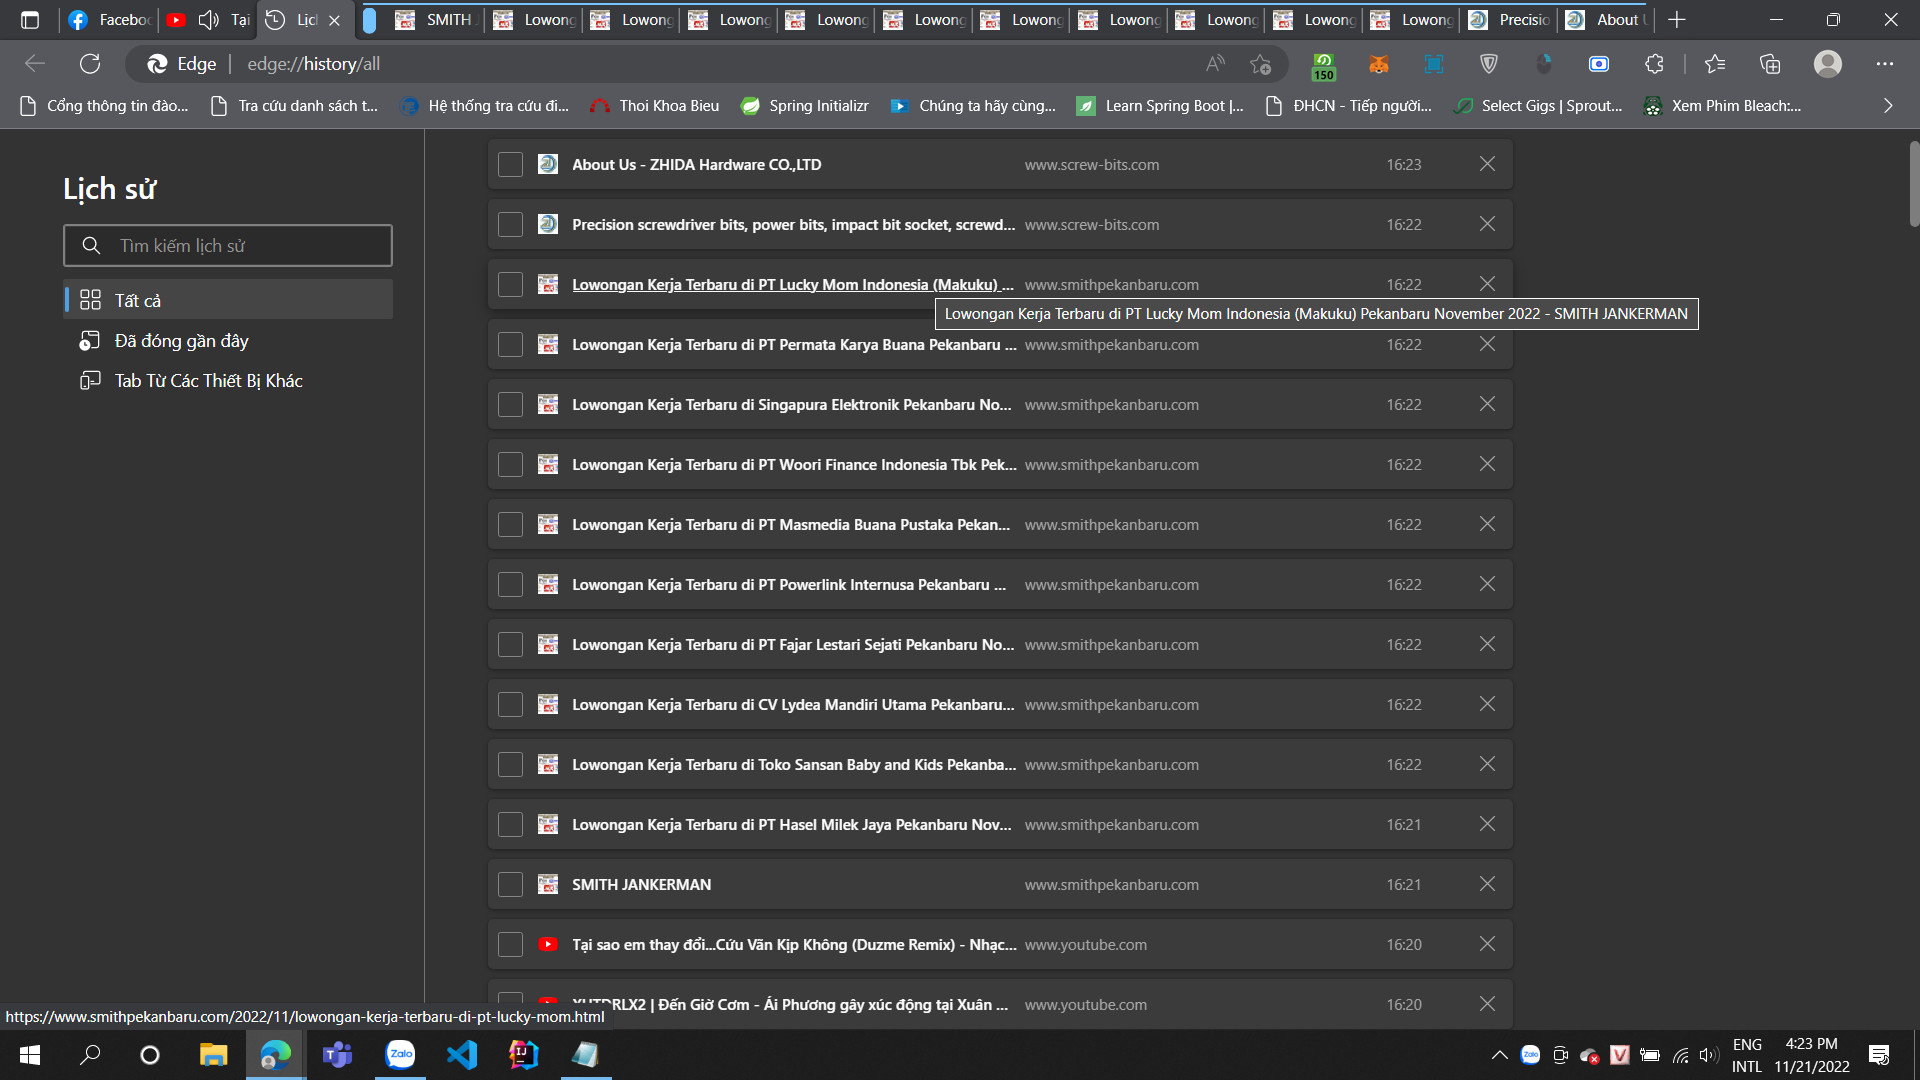 Facebo
Tại
Lịc
SMITH
Lowong
Lowong
Lowong
Lowong
Lowong
Lowong
Lowong
Lowong
Lowong
Lowong
Precisio
About U
Edge
edge://history/all
150
Cổng thông tin đào...
Tra cứu danh sách t...
Hệ thống tra cứu đi...
Thoi Khoa Bieu
Spring Initializr
Chúng ta hãy cùng...
Learn Spring Boot |...
ĐHCN - Tiếp người...
Select Gigs | Sprout...
Xem Phim Bleach:...
Lịch sử
Tìm kiếm lịch sử
Tất cả
Đã đóng gần đây
Tab Từ Các Thiết Bị Khác
About Us - ZHIDA Hardware CO.,LTD www.screw-bits.com 16:23
Precision screwdriver bits, power bits, impact bit socket, screwd... www.screw-bits.com 16:22
Lowongan Kerja Terbaru di PT Lucky Mom Indonesia (Makuku) ... www.smithpekanbaru.com 16:22
Lowongan Kerja Terbaru di PT Lucky Mom Indonesia (Makuku) Pekanbaru November 2022 - SMITH JANKERMAN
Lowongan Kerja Terbaru di PT Permata Karya Buana Pekanbaru ... www.smithpekanbaru.com 16:22
Lowongan Kerja Terbaru di Singapura Elektronik Pekanbaru No... www.smithpekanbaru.com 16:22
Lowongan Kerja Terbaru di PT Woori Finance Indonesia Tbk Pek... www.smithpekanbaru.com 16:22
Lowongan Kerja Terbaru di PT Masmedia Buana Pustaka Pekan... www.smithpekanbaru.com 16:22
Lowongan Kerja Terbaru di PT Powerlink Internusa Pekanbaru ... www.smithpekanbaru.com 16:22
Lowongan Kerja Terbaru di PT Fajar Lestari Sejati Pekanbaru No... www.smithpekanbaru.com 16:22
Lowongan Kerja Terbaru di CV Lydea Mandiri Utama Pekanbaru... www.smithpekanbaru.com 16:22
Lowongan Kerja Terbaru di Toko Sansan Baby and Kids Pekanba... www.smithpekanbaru.com 16:22
Lowongan Kerja Terbaru di PT Hasel Milek Jaya Pekanbaru Nov... www.smithpekanbaru.com 16:21
SMITH JANKERMAN www.smithpekanbaru.com 16:21
Tại sao em thay đổi...Cứu Vãn Kịp Không (Duzme Remix) - Nhạc... www.youtube.com 16:20
| Đến Giờ Cơm - Ái Phương gây xúc động tại Xuân ... www.youtube.com 16:20
https://www.smithpekanbaru.com/2022/11/lowongan-kerja-terbaru-di-pt-lucky-mom.html
Zalo
ENG
INTL
4:23 PM
11/21/2022